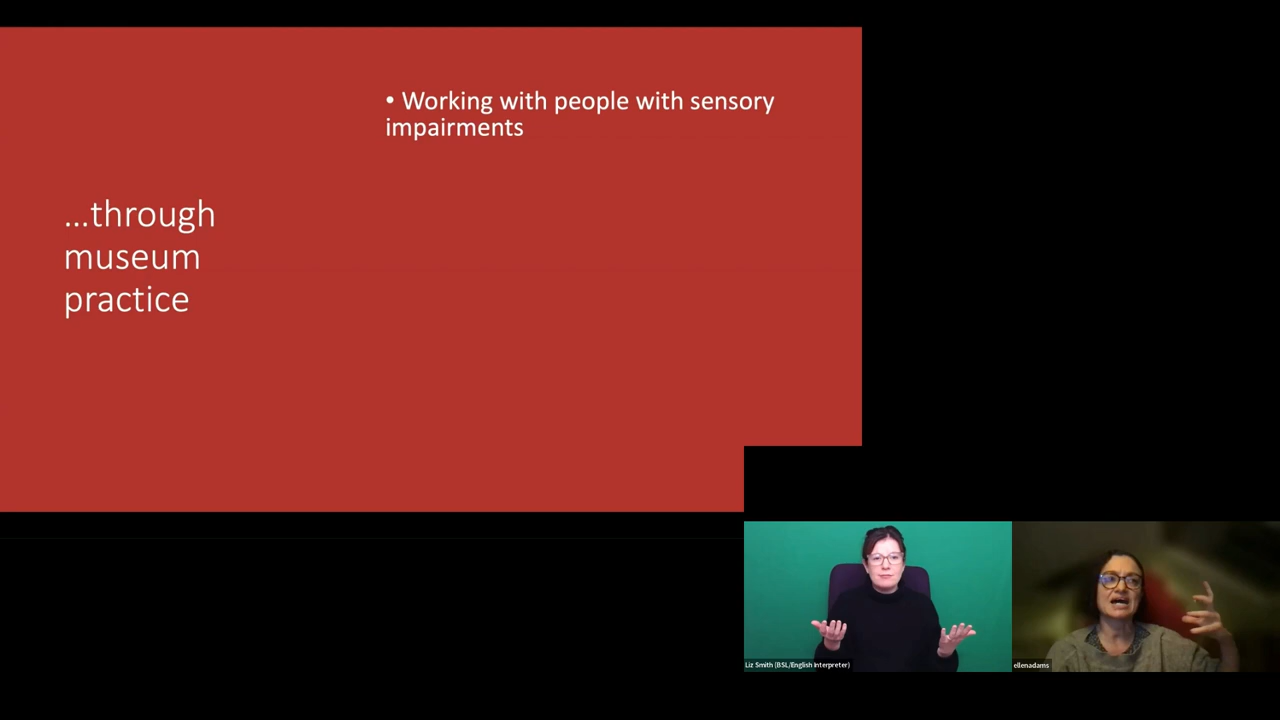 • Working with people with sensory
impairments
...through
museum
practice
Liz Smith (BSL/English Interpreter)
ellenadams